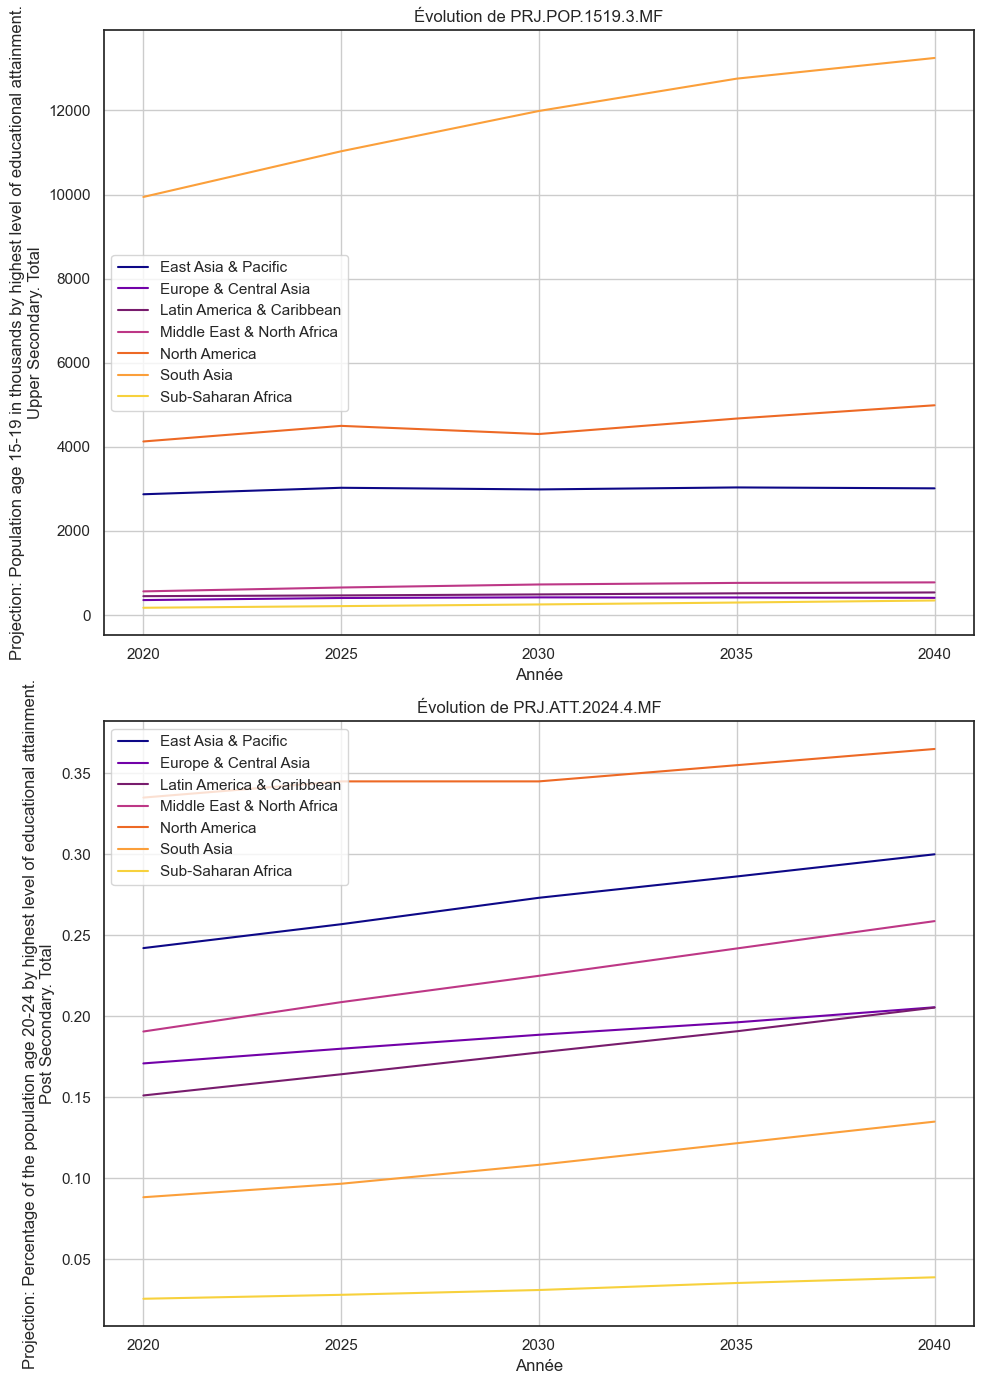 Évolution de PRJ.POP.1519.3.MF
Projection: Population age 15-19 in thousands by highest level of educational attainment.
Upper Secondary. Total
12000
10000
8000
6000
4000
2000
0
East Asia & Pacific
Europe & Central Asia
Latin America & Caribbean
Middle East & North Africa
North America
South Asia
Sub-Saharan Africa
2020
2025
2030
2035
2040
Année
Évolution de PRJ.ATT.2024.4.MF
Projection: Percentage of the population age 20-24 by highest level of educational attainment.
Post Secondary. Total
0.35
0.30
0.25
0.20
0.15
0.10
0.05
East Asia & Pacific
Europe & Central Asia
Latin America & Caribbean
Middle East & North Africa
North America
South Asia
Sub-Saharan Africa
2020
2025
2030
2035
2040
Année